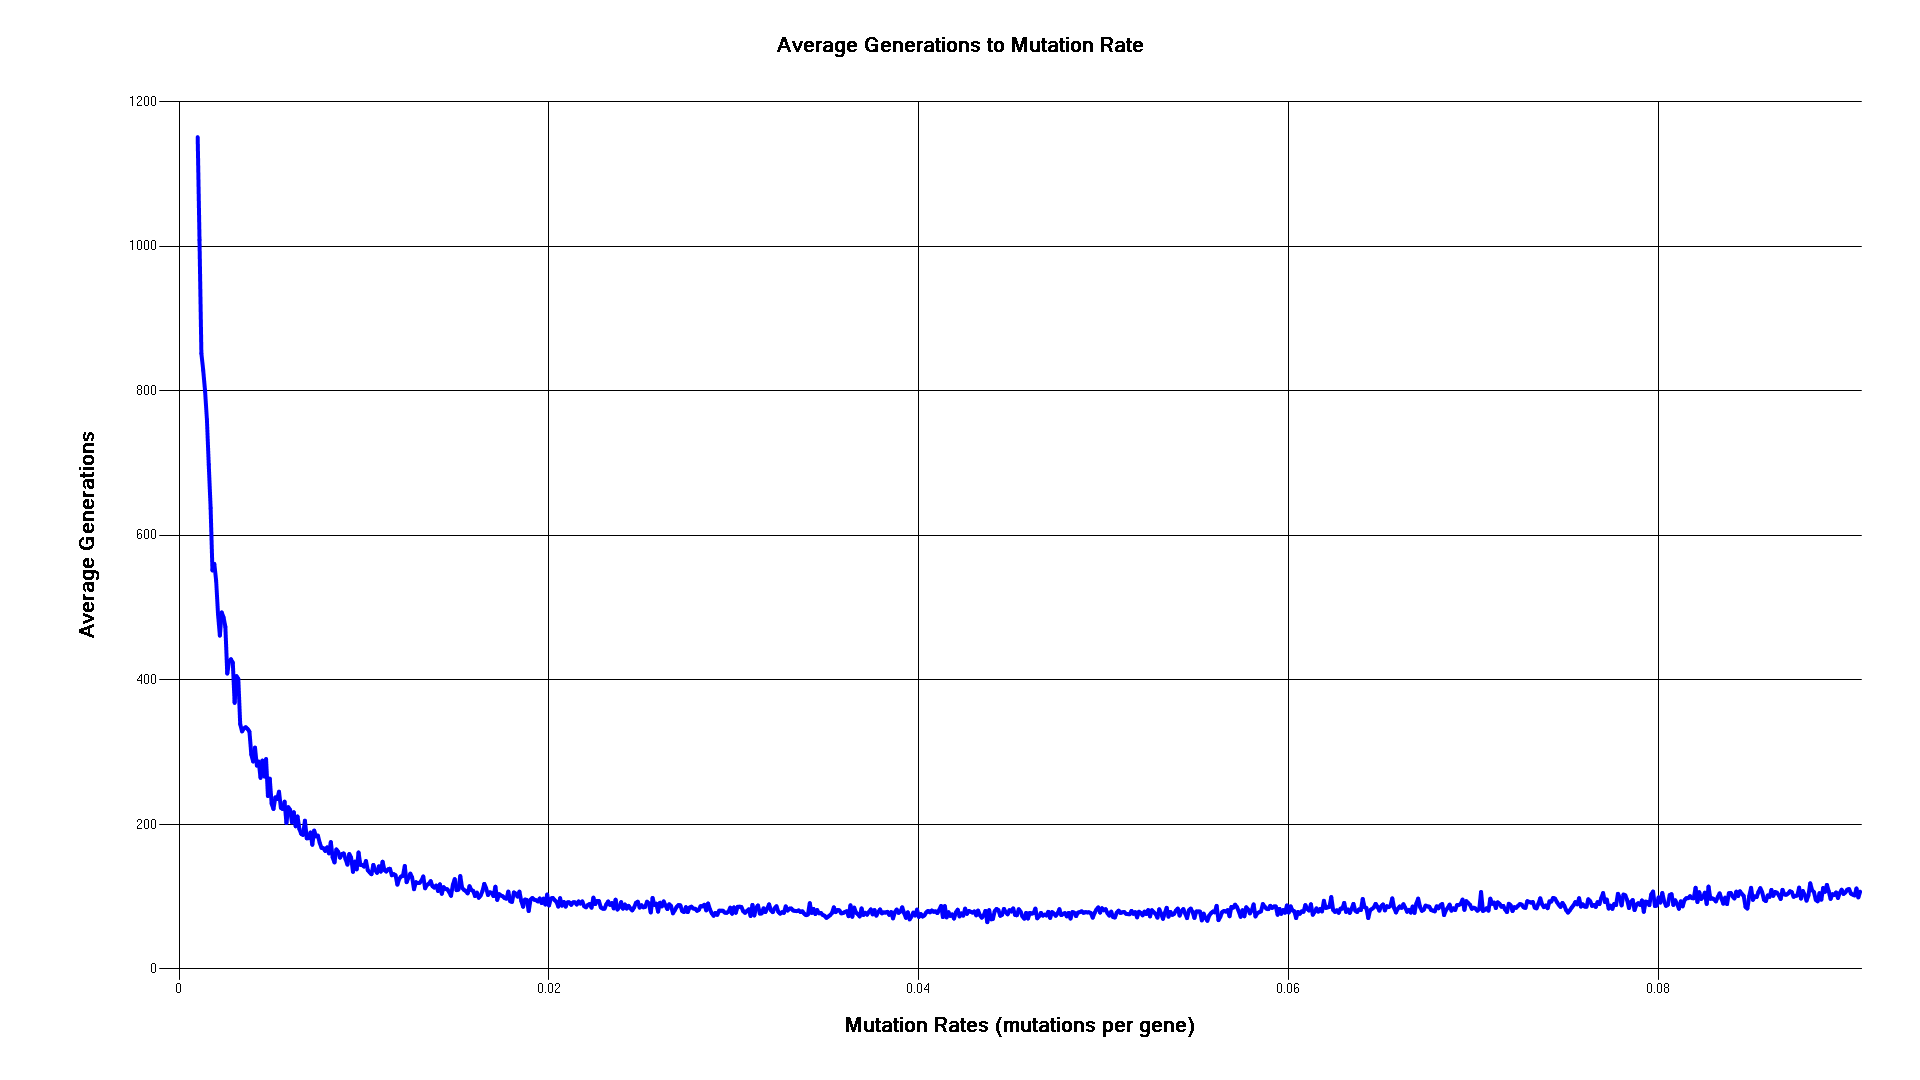 Average Generations to Mutation Rate
1200
1000
800
600
400
200
0
Average Generations
0 0.02 0.04 0.06 0.08
Mutation Rates (mutations per gene)